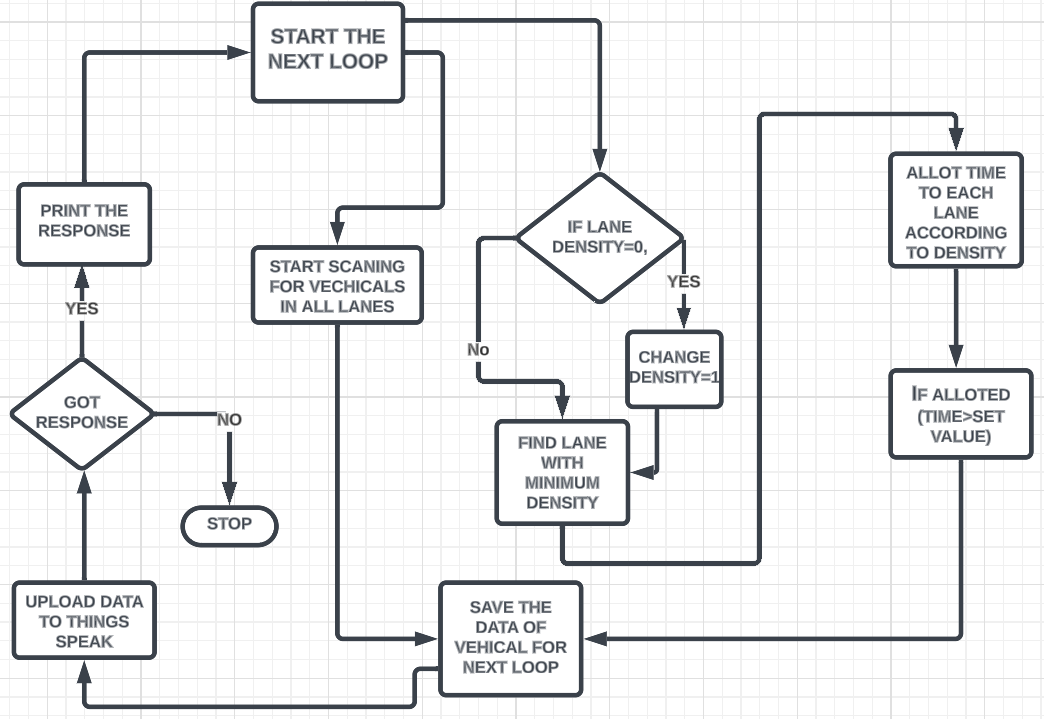 START THE
NEXT LOOP
PRINT THE
RESPONSE
YES
GOT
RESPONSE
NO
STOP
UPLOAD DATA
TO THINGS
SPEAK
START SCANING
FOR VECHICALS
IN ALL LANES
IF LANE
DENSITY=0,
YES
No
CHANGE
DENSITY=1
FIND LANE
WITH
MINIMUM
DENSITY
SAVE THE
DATA OF
VEHICAL FOR
NEXT LOOP
ALLOT TIME
TO EACH
LANE
ACCORDING
TO DENSITY
IF ALLOTED
(TIME>SET
VALUE)